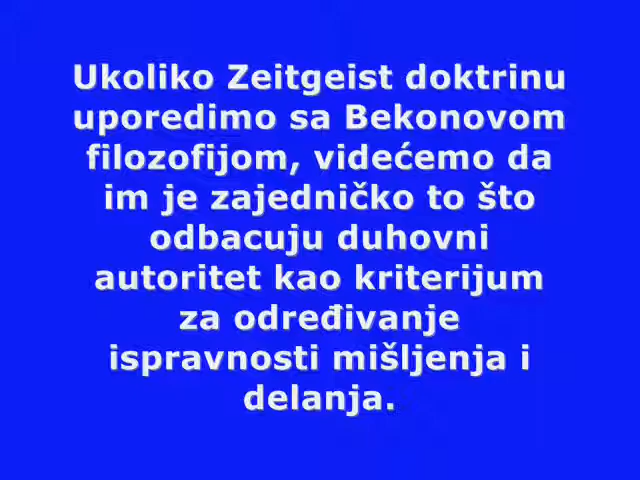 Ukoliko Zeitgeist doktrinu
uporedimo sa Bekonovom
filozofijom, videćemo da
im je zajedničko to što
odbacuju duhovni
autoritet kao kriterijum
za određivanje
ispravnosti mišljenja i
delanja.